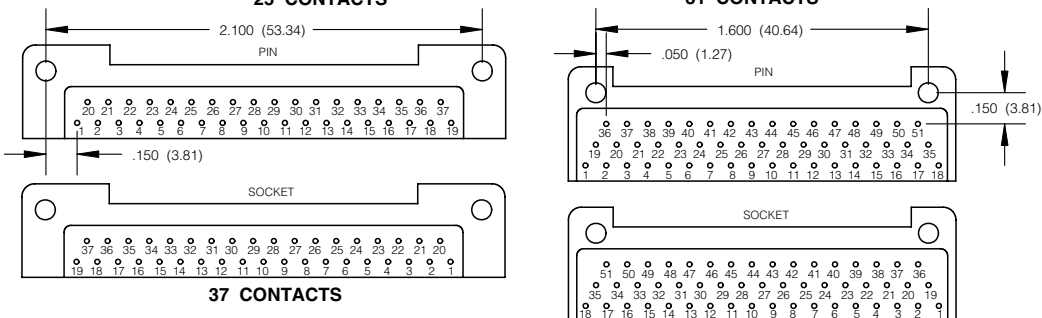 25 CONTACTS
2.100 (53.34)
PIN
20 21 22 23 24 25 26 27 28 29 30 31 32 33 34 35 36 37
1 2 3 4 5 6 7 8 9 10 11 12 13 14 15 16 17 18 19
.150 (3.81)
SOCKET
37 36 35 34 33 32 31 30 29 28 27 26 25 24 23 22 21 20
19 18 17 16 15 14 13 12 11 10 9 8 7 6 5 4 3 2 1
37 CONTACTS
CONTACTS
1.600 (40.64)
.050 (1.27)
PIN
.150 (3.81)
36 37 38 39 40 41 42 43 44 45 46 47 48 49 50 51
19 20 21 22 23 24 25 26 27 28 29 30 31 32 33 34 35
1 2 3 4 5 6 7 8 9 10 11 12 13 14 15 16 17 18
SOCKET
51 50 49 48 47 46 45 44 43 42 41 40 39 38 37 36
35 34 33 32 31 30 29 28 27 26 25 24 23 22 21 20 19
18 17 16 15 14 13 12 11 10 9 8 7 6 5 4 3 2 1